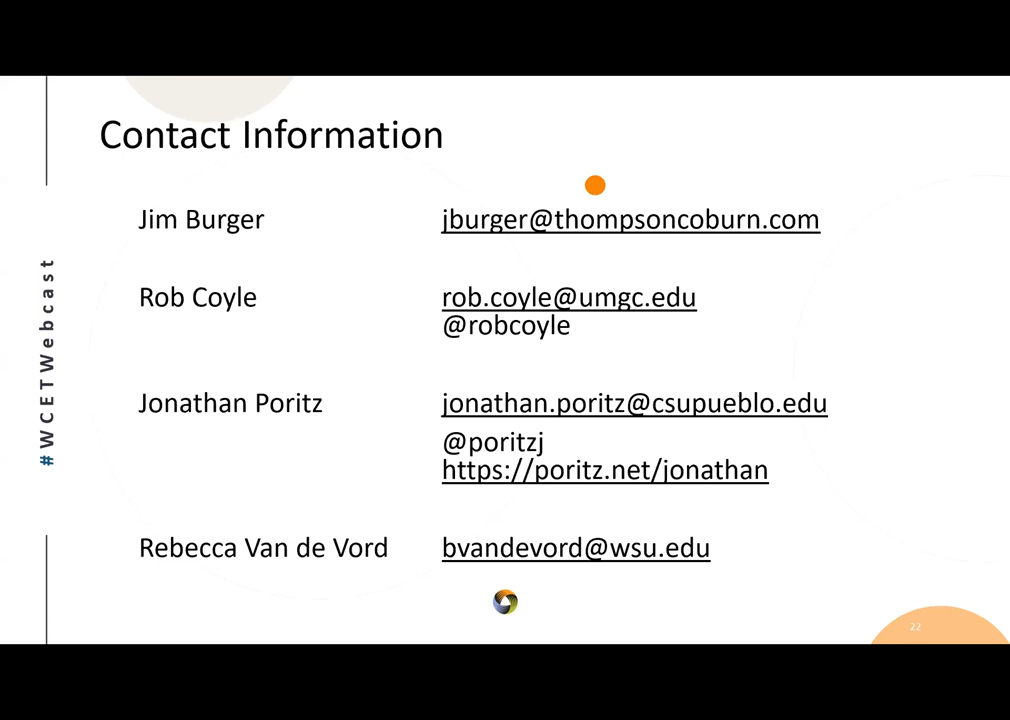 Contact Information
Jim Burger jburger@thompsoncoburn.com
Rob Coyle rob.coyle@umgc.edu
@robcoyle
Jonathan Poritz jonathan.poritz@csupueblo.edu
@poritzj
https://poritz.net/jonathan
Rebecca Van de Vord bvandevord@wsu.edu
#WCETWebcast
22